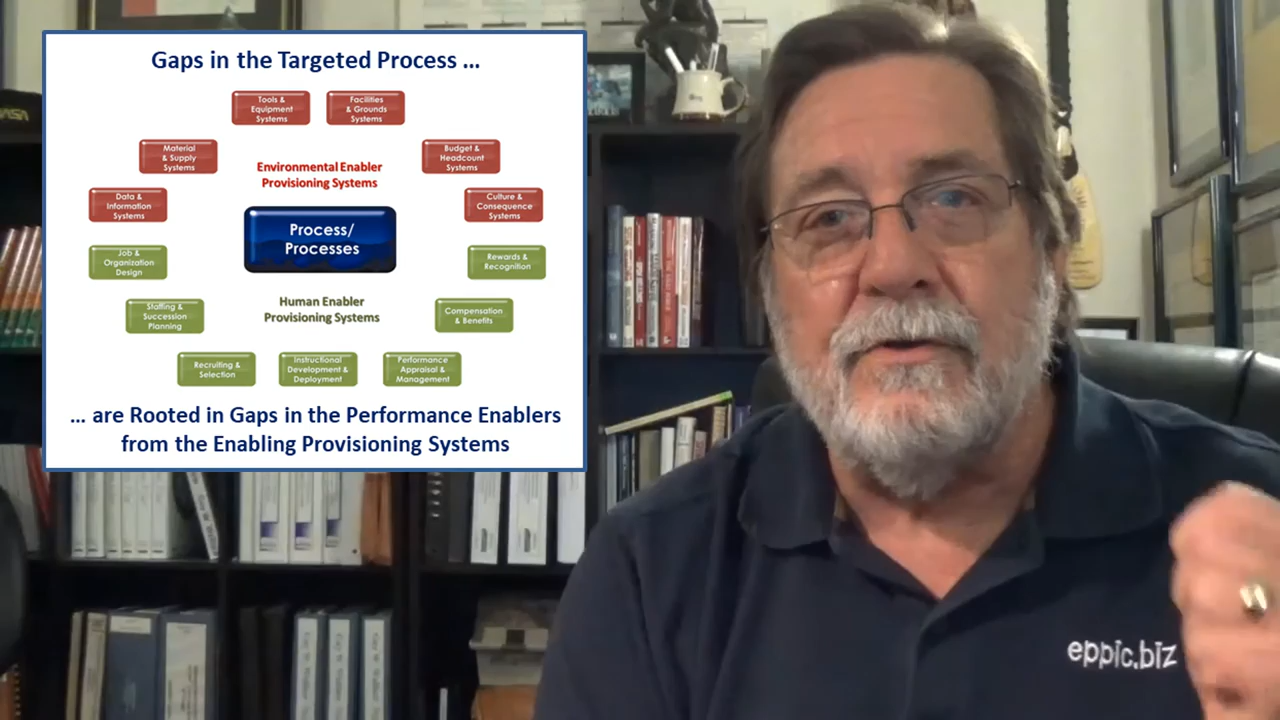 Gaps in the Targeted Process ...
Tools &
Equipment
Systems
Facilities
& Grounds
Systems
Material
& Supply
Systems
Budget &
Headcount
Systems
Environmental Enabler
Provisioning Systems
Data &
Information
Systems
Culture &
Consequence
Systems
Process/
Processes
Job &
Organization
Design
Rewards &
Recognition
Staffing &
Succession
Planning
Human Enabler
Provisioning Systems
Compensation
& Benefits
Recruiting &
Selection
Instructional
Development &
Deployment
Performance
Appraisal &
Management
... are Rooted in Gaps in the Performance Enablers
from the Enabling Provisioning Systems
eppic.biz